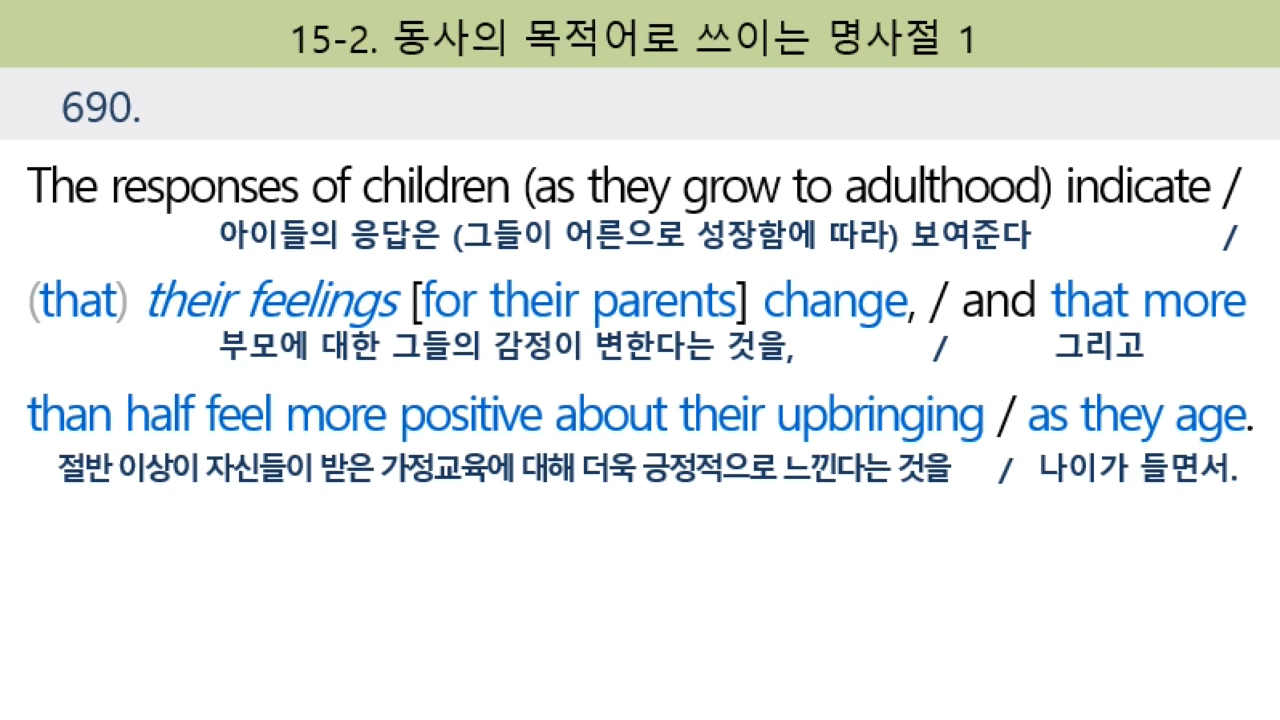 15-2. 동사의 목적어로 쓰이는 명사절 1
690.
The responses of children (as they grow to adulthood) indicate /
아이들의 응답은 (그들이 어른으로 성장함에 따라) 보여준다 /
(that) their feelings [for their parents] change, / and that more
부모에 대한 그들의 감정이 변한다는 것을, / 그리고
than half feel more positive about their upbringing / as they age.
절반 이상이 자신들이 받은 가정교육에 대해 더욱 긍정적으로 느낀다는 것을 / 나이가 들면서.